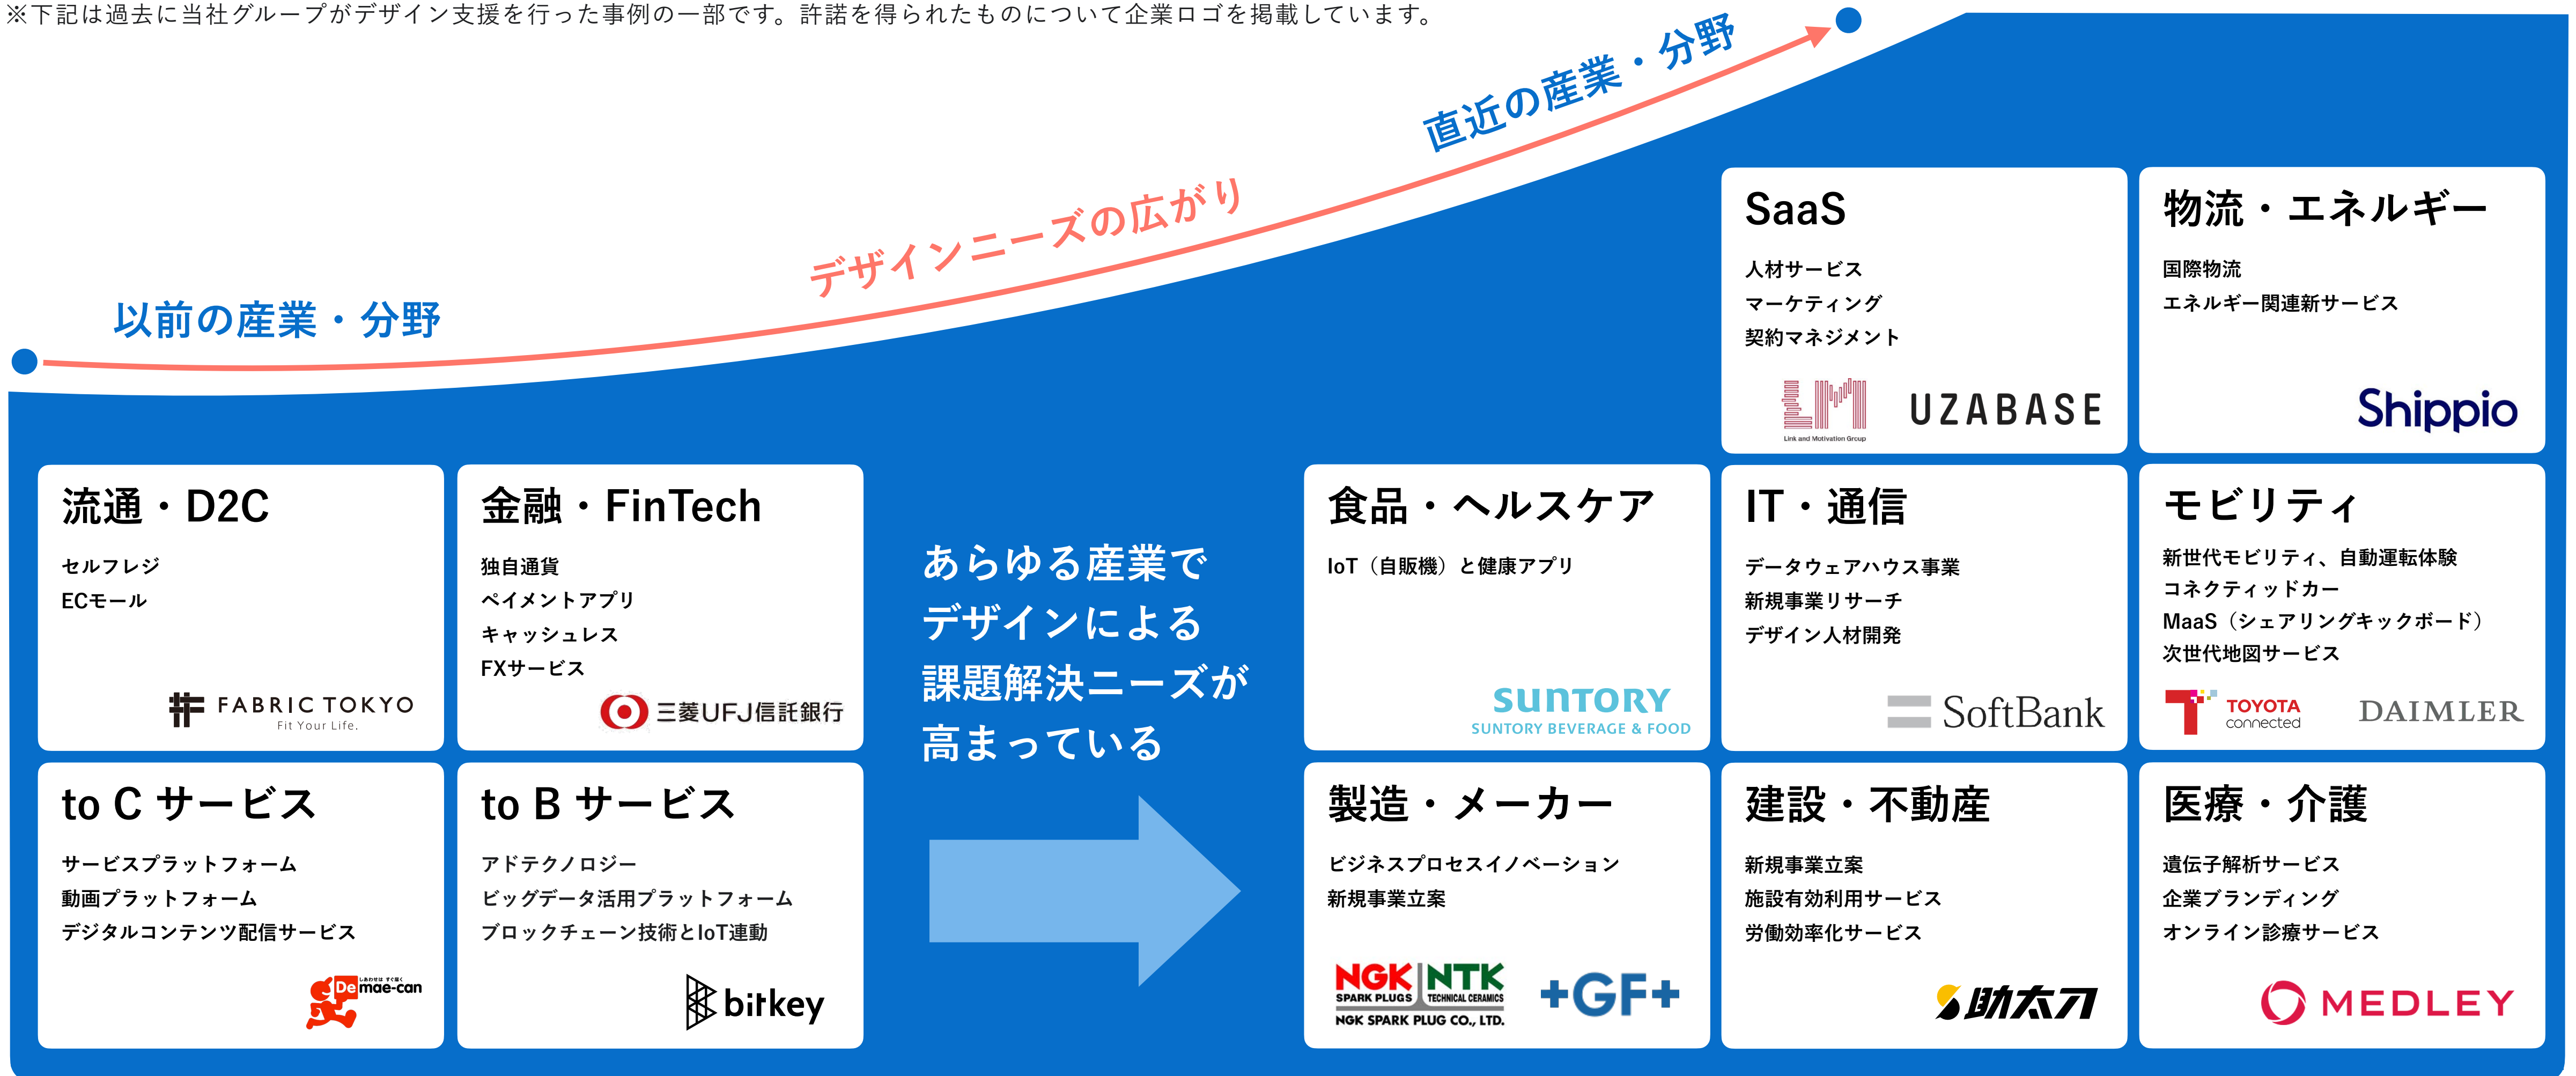 ※下記は過去に当社グループがデザイン支援を行った事例の一部です。許諾を得られたものについて企業ロゴを掲載しています。
以前の産業・分野
デザインニーズの広がり
直近の産業・分野
流通・D2C
セルフレジ
ECモール
FABRIC TOKYO
Fit Your Life.
金融・FinTech
独自通貨
ペイメントアプリ
キャッシュレス
FXサービス
三菱UFJ信託銀行
to C サービス
サービスプラットフォーム
動画プラットフォーム
デジタルコンテンツ配信サービス
しあわせは すぐ届く
Demae-can
to B サービス
アドテクノロジー
ビッグデータ活用プラットフォーム
ブロックチェーン技術とIoT連動
bitkey
あらゆる産業で
デザインによる
課題解決ニーズが
高まっている
SaaS
人材サービス
マーケティング
契約マネジメント
LM
Link and Motivation Group
UZABASE
物流・エネルギー
国際物流
エネルギー関連新サービス
Shippio
食品・ヘルスケア
IoT（自販機）と健康アプリ
SUNTORY
SUNTORY BEVERAGE & FOOD
IT・通信
データウェアハウス事業
新規事業リサーチ
デザイン人材開発
SoftBank
モビリティ
新世代モビリティ、自動運転体験
コネクティッドカー
MaaS（シェアリングキックボード）
次世代地図サービス
TOYOTA
connected
DAIMLER
製造・メーカー
ビジネスプロセスイノベーション
新規事業立案
NGK NTK
SPARK PLUGS TECHNICAL CERAMICS
NGK SPARK PLUG CO., LTD.
+GF+
建設・不動産
新規事業立案
施設有効利用サービス
労働効率化サービス
助太刀
医療・介護
遺伝子解析サービス
企業ブランディング
オンライン診療サービス
MEDLEY